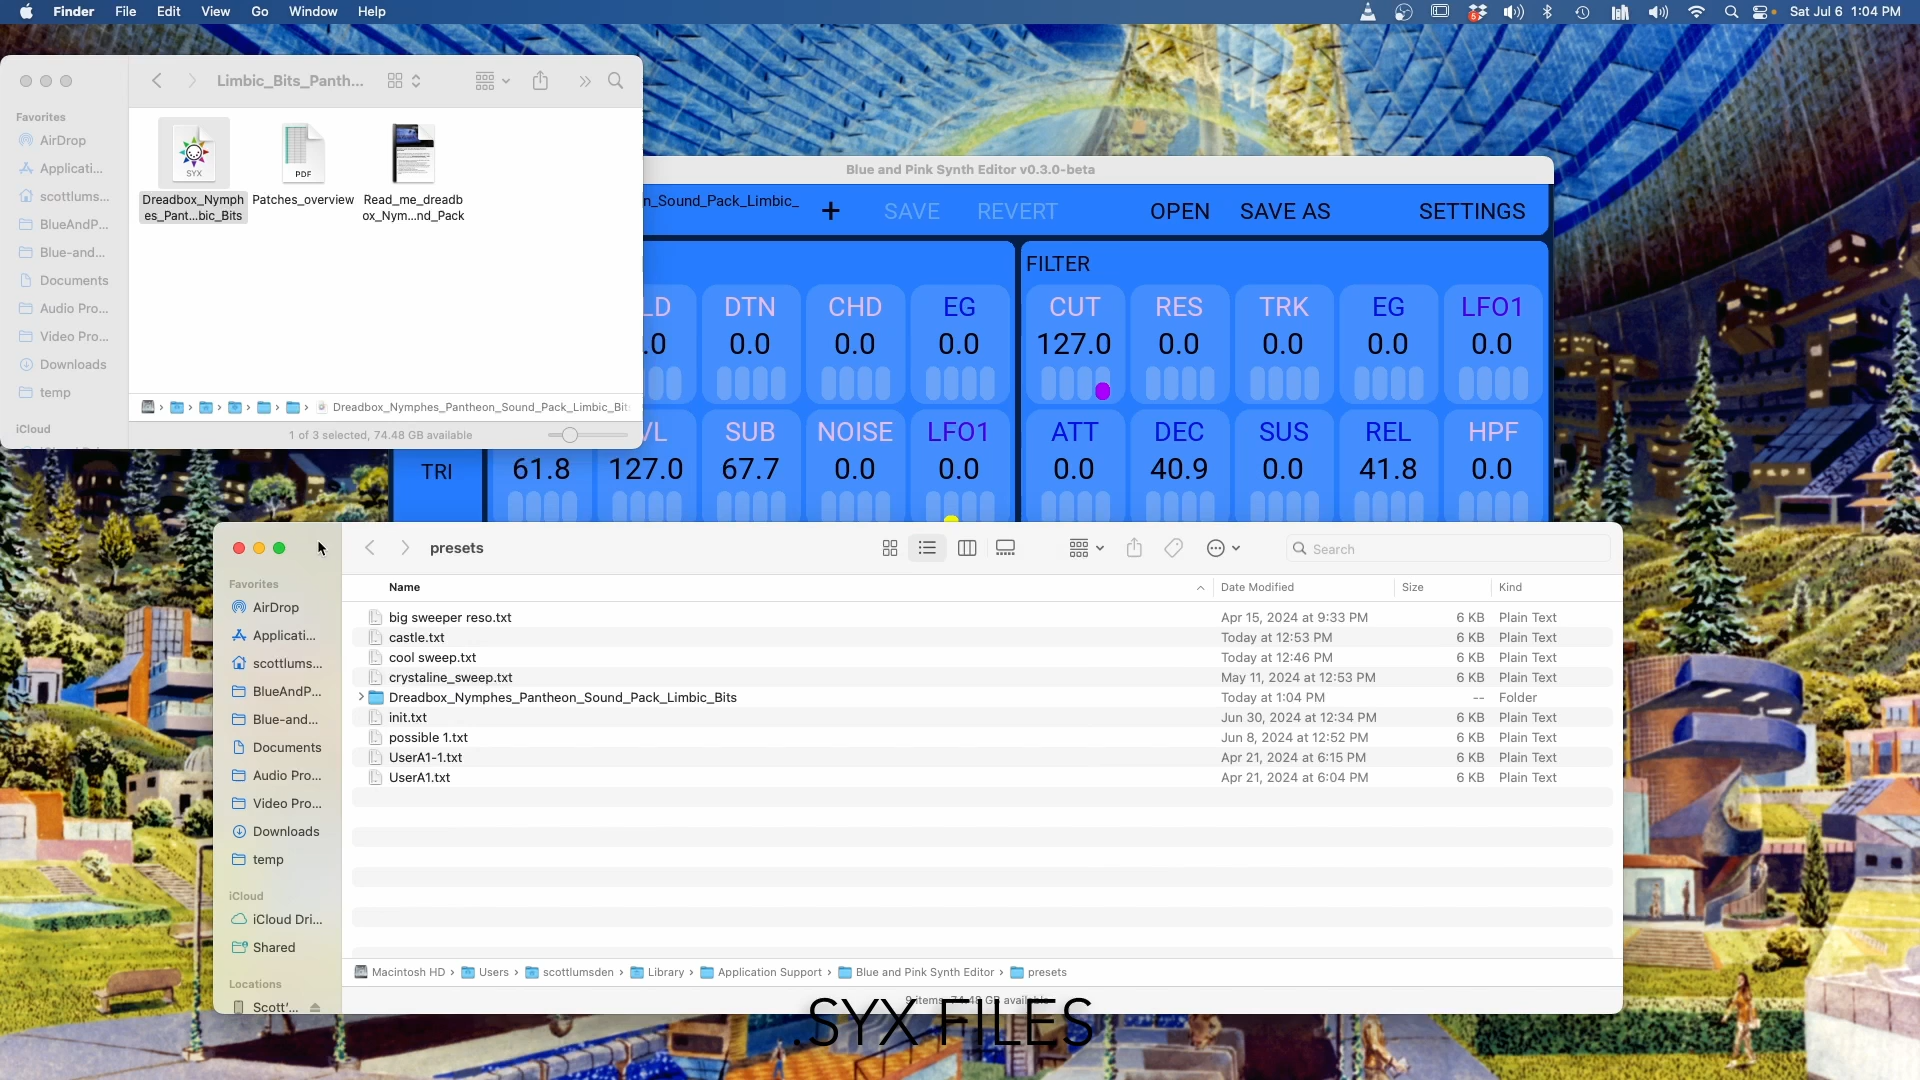 Finder File Edit View Go Window Help
5
Sat Jul 6 1:04 PM
Limbic_Bits_Panth...
Favorites
AirDrop
Applicati...
scottlums...
BlueAndP...
Blue-and...
Documents
Audio Pro...
Video Pro...
Downloads
temp
iCloud
SYX
PDF
Dreadbox_Nymph
es_Pant...bic_Bits
Patches_overview
Read_me_dreadb
ox_Nym...nd_Pack
Dreadbox_Nymphes_Pantheon_Sound_Pack_Limbic_Bit
1 of 3 selected, 74.48 GB available
Blue and Pink Synth Editor v0.3.0-beta
n_Sound_Pack_Limbic_
+ SAVE REVERT OPEN SAVE AS SETTINGS
FILTER
LD DTN CHD EG CUT RES TRK EG LFO1
.0 0.0 0.0 0.0 127.0 0.0 0.0 0.0 0.0
VL SUB NOISE LFO1 ATT DEC SUS REL HPF
TRI 61.8 127.0 67.7 0.0 0.0 0.0 40.9 0.0 41.8 0.0
presets
Search
Favorites
AirDrop
Applicati...
scottlums...
BlueAndP...
Blue-and...
Documents
Audio Pro...
Video Pro...
Downloads
temp
iCloud
iCloud Dri...
Shared
Locations
Scott'...
Name Date Modified Size Kind
big sweeper reso.txt Apr 15, 2024 at 9:33 PM 6 KB Plain Text
castle.txt Today at 12:53 PM 6 KB Plain Text
cool sweep.txt Today at 12:46 PM 6 KB Plain Text
crystaline_sweep.txt May 11, 2024 at 12:53 PM 6 KB Plain Text
Dreadbox_Nymphes_Pantheon_Sound_Pack_Limbic_Bits Today at 1:04 PM -- Folder
init.txt Jun 30, 2024 at 12:34 PM 6 KB Plain Text
possible 1.txt Jun 8, 2024 at 12:52 PM 6 KB Plain Text
UserA1-1.txt Apr 21, 2024 at 6:15 PM 6 KB Plain Text
UserA1.txt Apr 21, 2024 at 6:04 PM 6 KB Plain Text
Macintosh HD › Users › scottlumsden › Library › Application Support › Blue and Pink Synth Editor › presets
9 items, 74.48 GB available
.SYX FILES